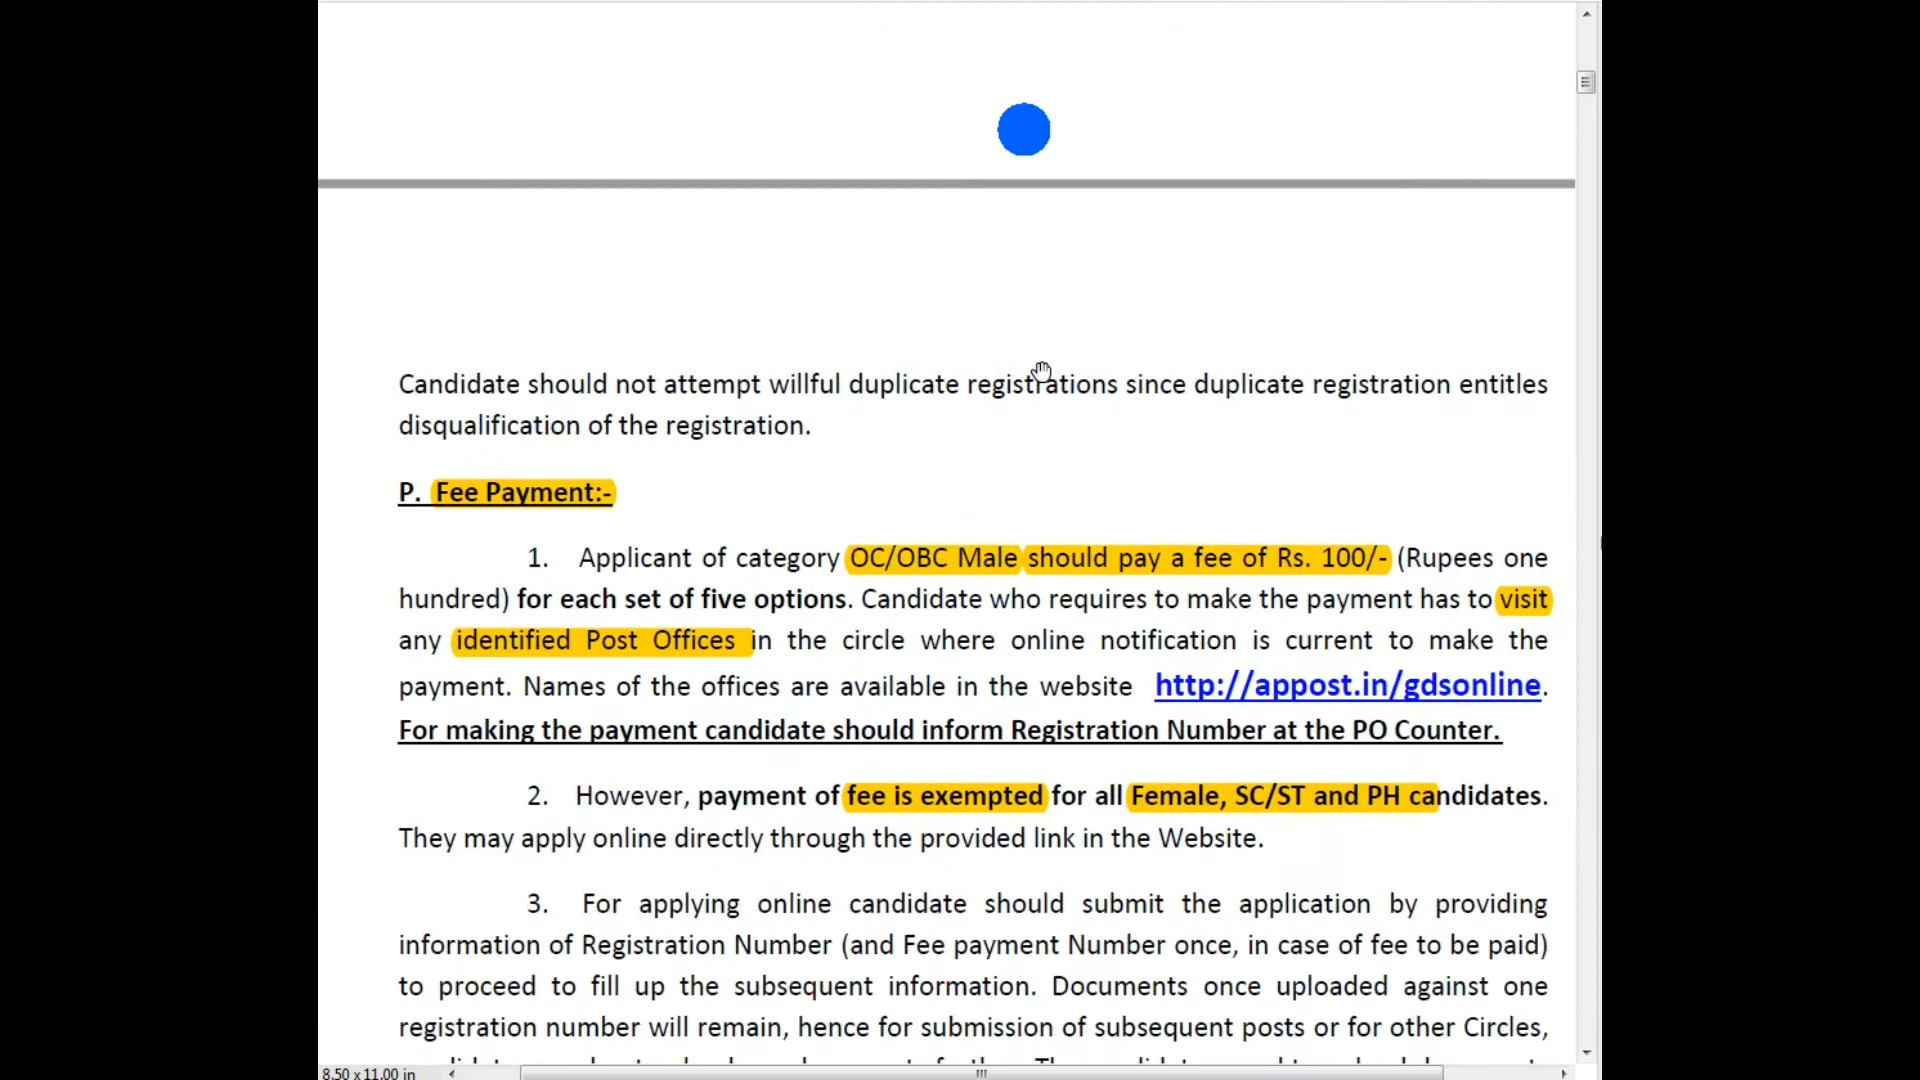 Candidate should not attempt willful duplicate registrations since duplicate registration entitles
disqualification of the registration.
P. Fee Payment:-
1. Applicant of category OC/OBC Male should pay a fee of Rs. 100/- (Rupees one
hundred) for each set of five options. Candidate who requires to make the payment has to visit
any identified Post Offices in the circle where online notification is current to make the
payment. Names of the offices are available in the website http://appost.in/gdsonline.
For making the payment candidate should inform Registration Number at the PO Counter.
2. However, payment of fee is exempted for all Female, SC/ST and PH candidates.
They may apply online directly through the provided link in the Website.
3. For applying online candidate should submit the application by providing
information of Registration Number (and Fee payment Number once, in case of fee to be paid)
to proceed to fill up the subsequent information. Documents once uploaded against one
registration number will remain, hence for submission of subsequent posts or for other Circles,
8.50 x 11.00 in